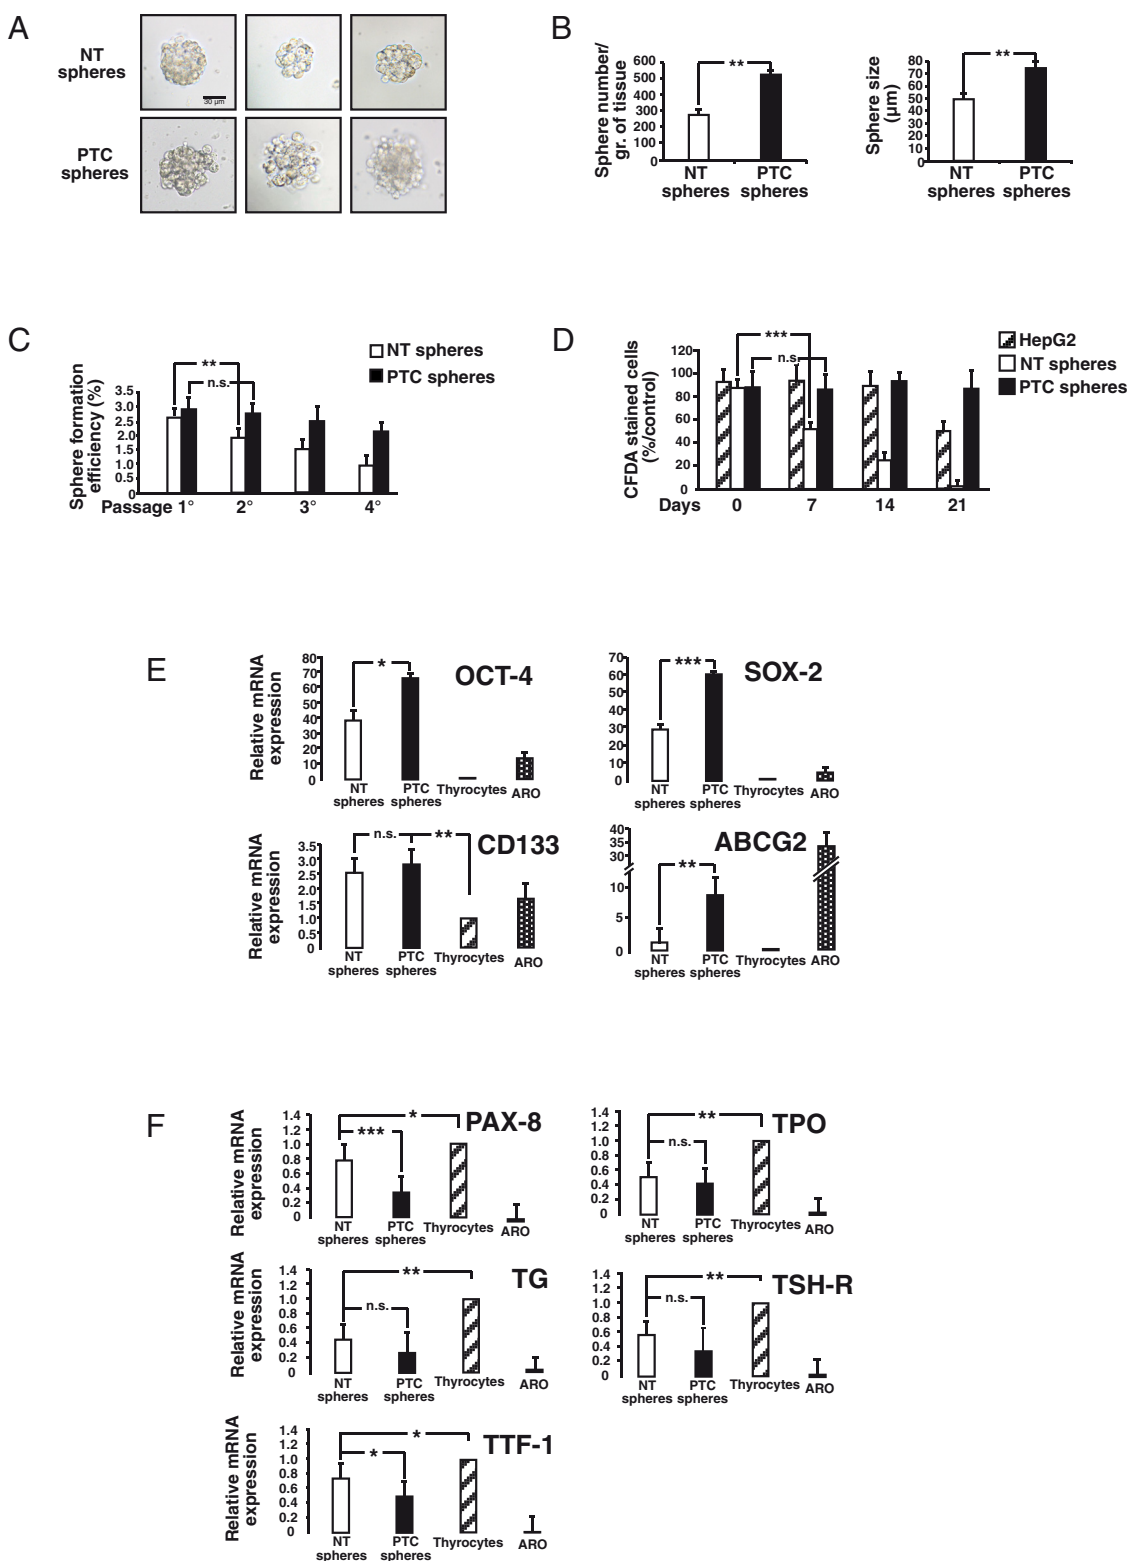 A
NT
spheres
30 µm
PTC
spheres
B
Sphere number/
gr. of tissue
600
500
400
300
200
100
0
**
NT
spheres
PTC
spheres
Sphere size
(µm)
80
70
60
50
40
30
20
10
0
**
NT
spheres
PTC
spheres
C
NT spheres
PTC spheres
Sphere formation
efficiency (%)
3.5
3.0
2.5
2.0
1.5
1.0
0.5
0
**
n.s.
Passage 1° 2° 3° 4°
D
HepG2
NT spheres
PTC spheres
CFDA stained cells
(%/control)
120
100
80
60
40
20
0
***
n.s
Days 0 7 14 21
E
Relative mRNA
expression
80
70
60
50
40
30
20
10
0
*
OCT-4
NT
spheres
PTC
spheres
Thyrocytes
ARO
70
60
50
40
30
20
10
0
***
SOX-2
NT
spheres
PTC
spheres
Thyrocytes
ARO
Relative mRNA
expression
3.5
3.0
2.5
2.0
1.5
1.0
0.5
0
n.s.
**
CD133
NT
spheres
PTC
spheres
Thyrocytes
ARO
40
35
30
10
5
0
**
ABCG2
NT
spheres
PTC
spheres
Thyrocytes
ARO
F
Relative mRNA
expression
1.4
1.2
1.0
0.8
0.6
0.4
0.2
0
*
***
PAX-8
NT
spheres
PTC
spheres
Thyrocytes
ARO
1.4
1.2
1.0
0.8
0.6
0.4
0.2
0
**
n.s.
TPO
NT
spheres
PTC
spheres
Thyrocytes
ARO
Relative mRNA
expression
1.4
1.2
1.0
0.8
0.6
0.4
0.2
0
**
n.s.
TG
NT
spheres
PTC
spheres
Thyrocytes
ARO
1.4
1.2
1.0
0.8
0.6
0.4
0.2
0
**
n.s.
TSH-R
NT
spheres
PTC
spheres
Thyrocytes
ARO
Relative mRNA
expression
1.4
1.2
1.0
0.8
0.6
0.4
0.2
0
*
*
TTF-1
NT
spheres
PTC
spheres
Thyrocytes
ARO